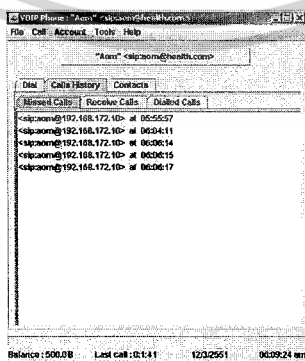 VOIP Phone : "Aom" <sip:aom@health.com>
File Call Account Tools Help
"Aom" <sip:aom@health.com>
Dial Calls History Contacts
Missed Calls Receive Calls Dialled Calls
<sip:aom@192.168.172.10> at 05:55:57
<sip:aom@192.168.172.10> at 06:04:11
<sip:aom@192.168.172.10> at 06:06:14
<sip:aom@192.168.172.10> at 06:06:15
<sip:aom@192.168.172.10> at 06:06:17
Balance : 500.0 B Last call : 0:1:41 12/3/2551 06:09:24